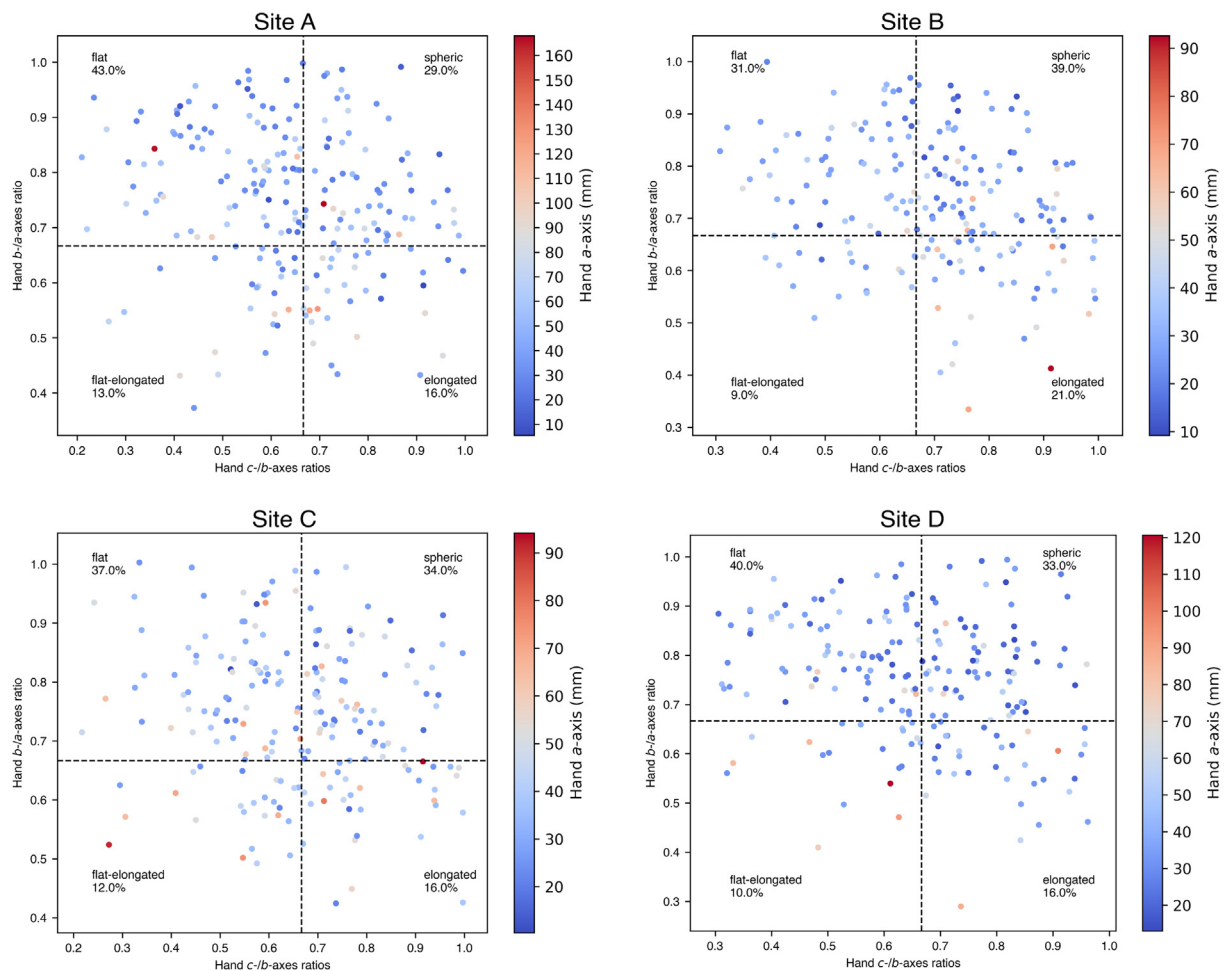 Site A
flat
43.0%
spheric
29.0%
flat-elongated
13.0%
elongated
16.0%
1.0
0.9
0.8
0.7
0.6
0.5
0.4
Hand b-/a-axes ratio
0.2 0.3 0.4 0.5 0.6 0.7 0.8 0.9 1.0
Hand c-/b-axes ratios
160
150
140
130
120
110
100
90
80
70
60
50
40
30
20
10
Hand a-axis (mm)
Site B
flat
31.0%
spheric
39.0%
flat-elongated
9.0%
elongated
21.0%
1.0
0.9
0.8
0.7
0.6
0.5
0.4
0.3
Hand b-/a-axes ratio
0.3 0.4 0.5 0.6 0.7 0.8 0.9 1.0
Hand c-/b-axes ratios
90
80
70
60
50
40
30
20
10
Hand a-axis (mm)
Site C
flat
37.0%
spheric
34.0%
flat-elongated
12.0%
elongated
16.0%
1.0
0.9
0.8
0.7
0.6
0.5
0.4
Hand b-/a-axes ratio
0.2 0.3 0.4 0.5 0.6 0.7 0.8 0.9 1.0
Hand c-/b-axes ratios
90
80
70
60
50
40
30
20
Hand a-axis (mm)
Site D
flat
40.0%
spheric
33.0%
flat-elongated
10.0%
elongated
16.0%
1.0
0.9
0.8
0.7
0.6
0.5
0.4
0.3
Hand b-/a-axes ratio
0.3 0.4 0.5 0.6 0.7 0.8 0.9 1.0
Hand c-/b-axes ratios
120
110
100
90
80
70
60
50
40
30
20
Hand a-axis (mm)